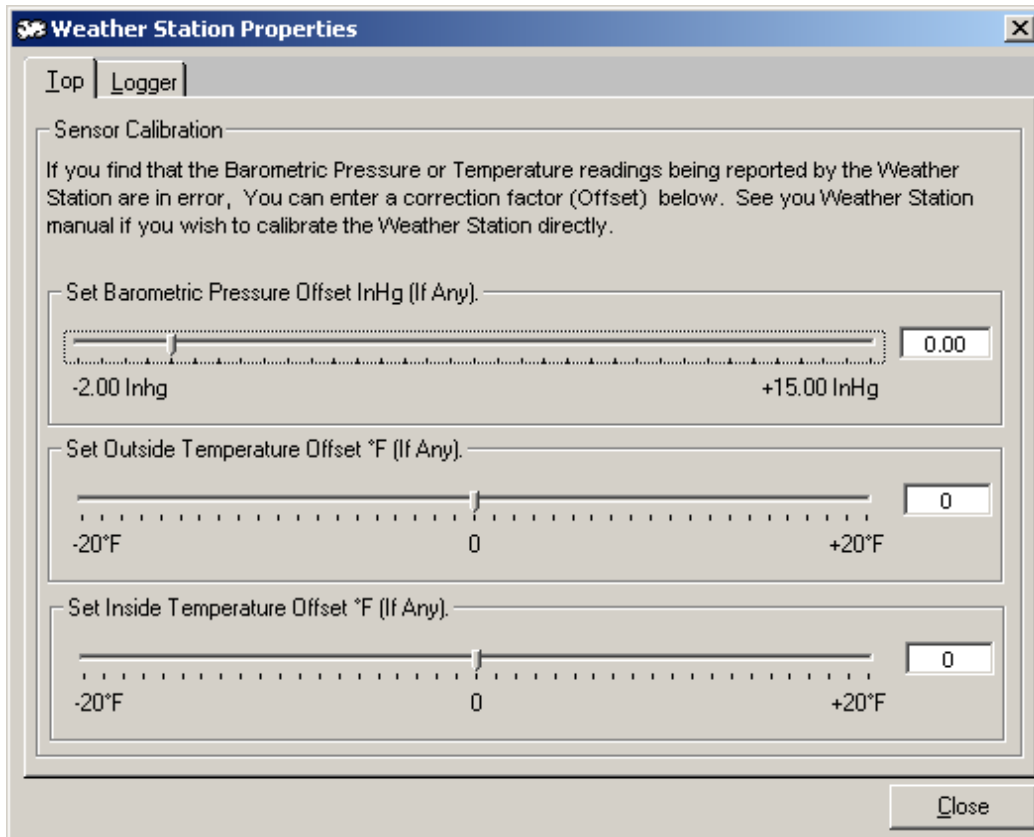 Weather Station Properties
Top
Logger
Sensor Calibration
If you find that the Barometric Pressure or Temperature readings being reported by the Weather
Station are in error, You can enter a correction factor (Offset) below. See you Weather Station
manual if you wish to calibrate the Weather Station directly.
Set Barometric Pressure Offset InHg (If Any).
0.00
-2.00 Inhg
+15.00 InHg
Set Outside Temperature Offset °F (If Any).
0
-20°F
0
+20°F
Set Inside Temperature Offset °F (If Any).
0
-20°F
0
+20°F
Close